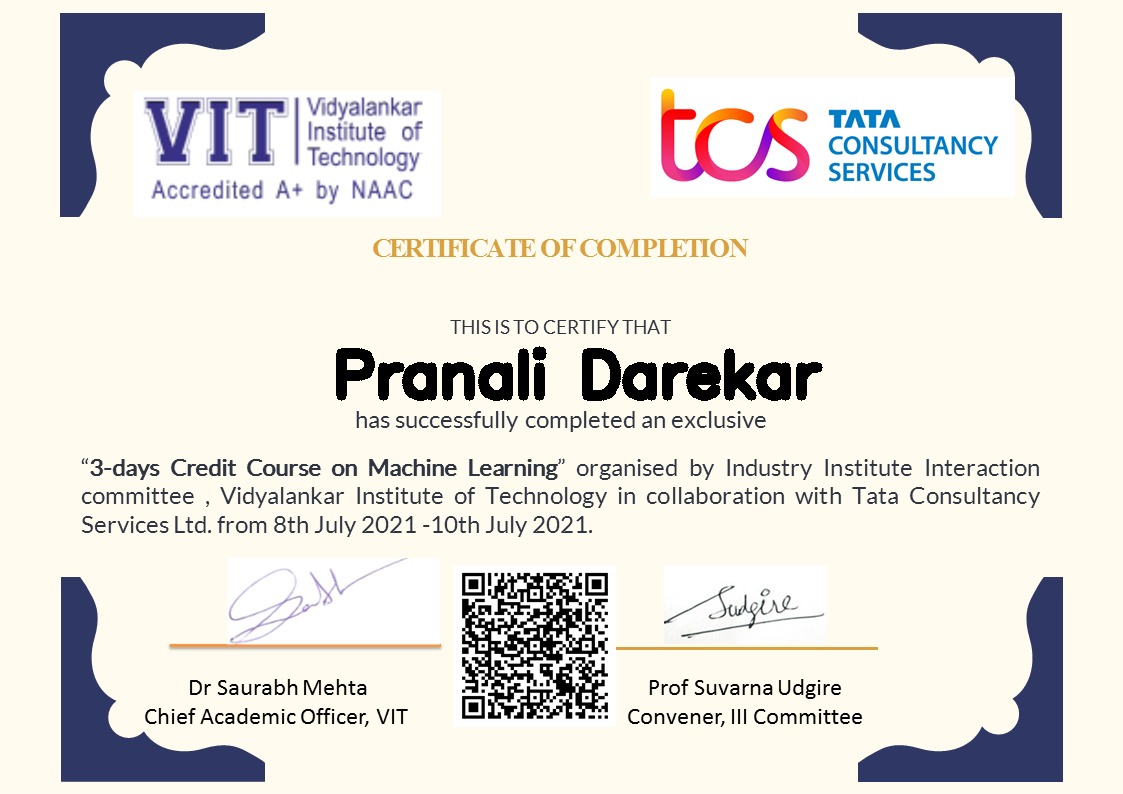 VIT
Vidyalankar
Institute of
Technology
Accredited A+ by NAAC
tcs
TATA
CONSULTANCY
SERVICES
CERTIFICATE OF COMPLETION
THIS IS TO CERTIFY THAT
Pranali Darekar
has successfully completed an exclusive
“3-days Credit Course on Machine Learning” organised by Industry Institute Interaction
committee , Vidyalankar Institute of Technology in collaboration with Tata Consultancy
Services Ltd. from 8th July 2021 -10th July 2021.
Sudgire
Dr Saurabh Mehta
Chief Academic Officer, VIT
Prof Suvarna Udgire
Convener, III Committee